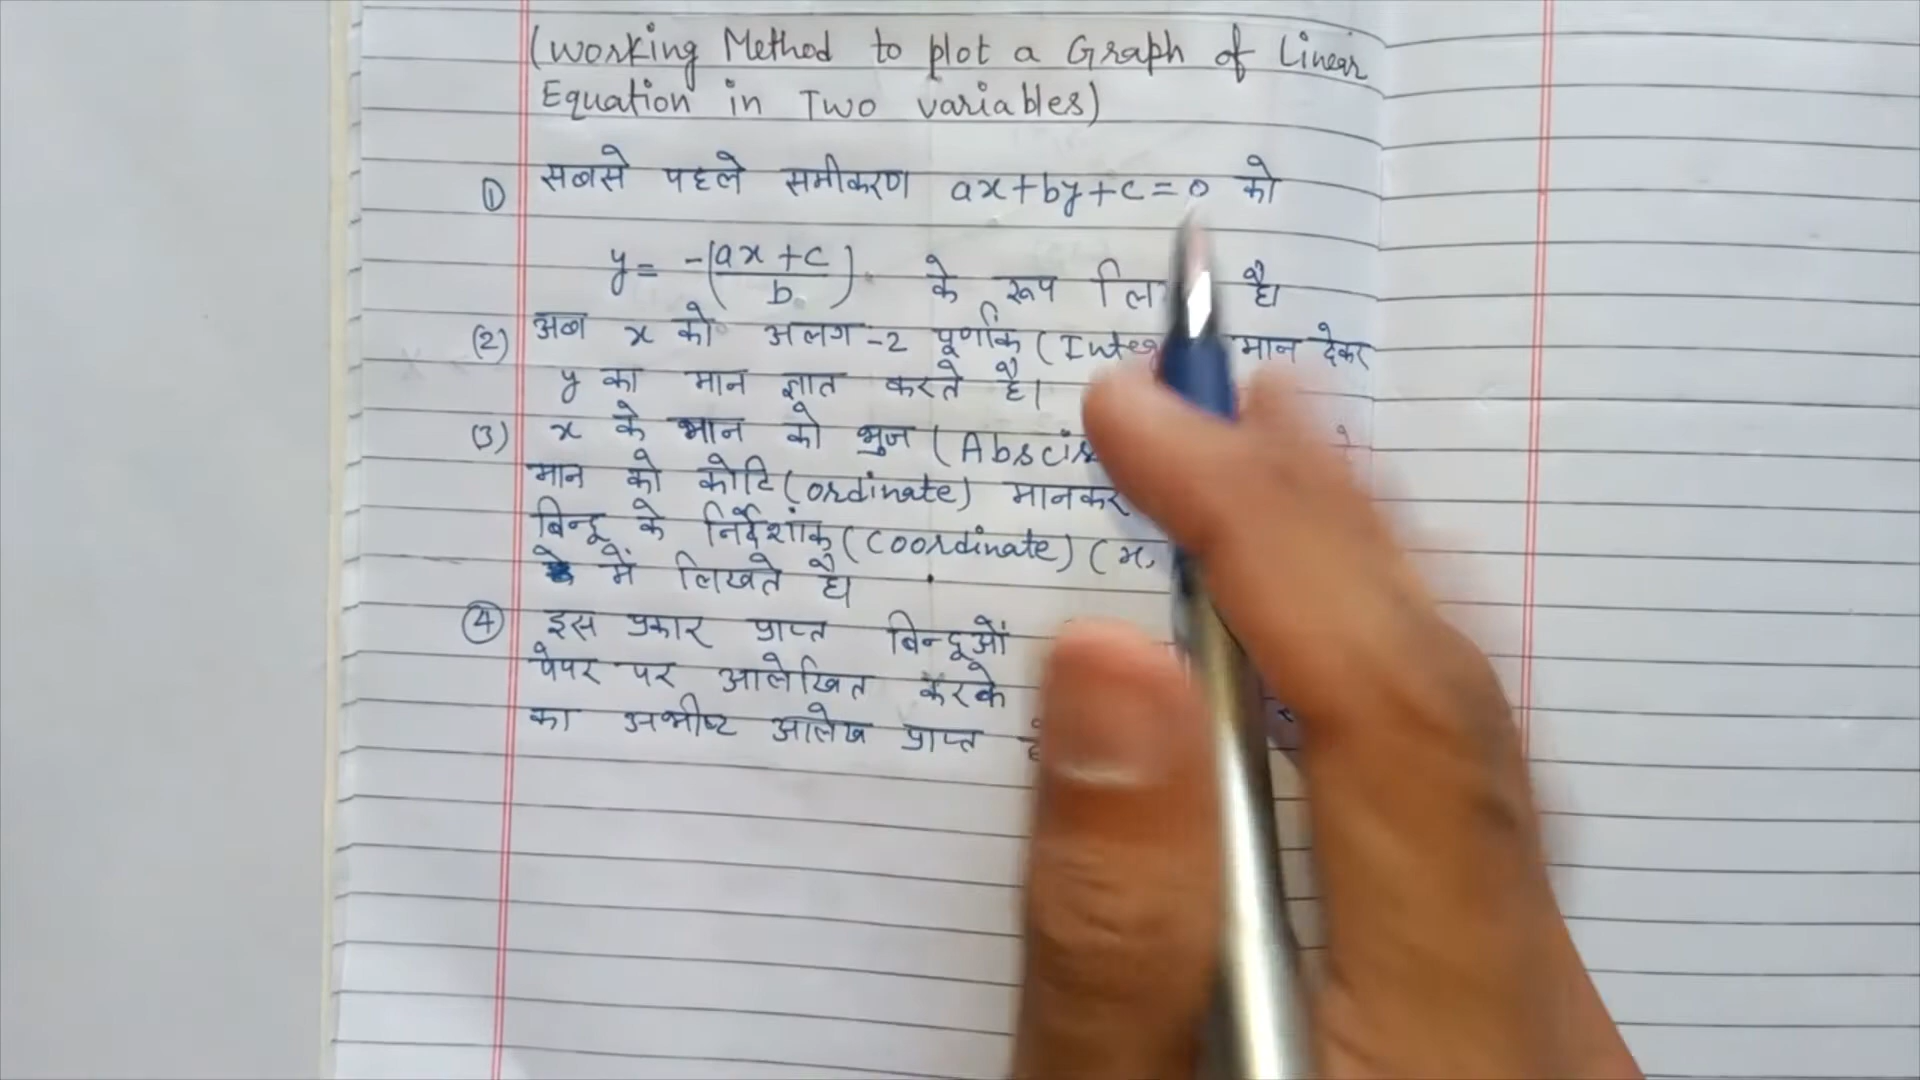 (Working Method to plot a Graph of Linear
Equation in Two variables)
① सबसे पहले समीकरण ax+by+c=0 को
y = -(ax+c/b) के रूप है।
(2) अब x को अलग-2 पूर्णांक ( मान देकर
y का मान ज्ञात करते है।
(3) x के मान को भुज (
मान को कोटि (ordinate) मानकर
बिन्दू के निर्देशांक (Coordinate) (x,
में लिखते है।
④ इस प्रकार प्राप्त बिन्दूओं
पेपर पर आलेखित करके
का अभीष्ट आलेख प्राप्त